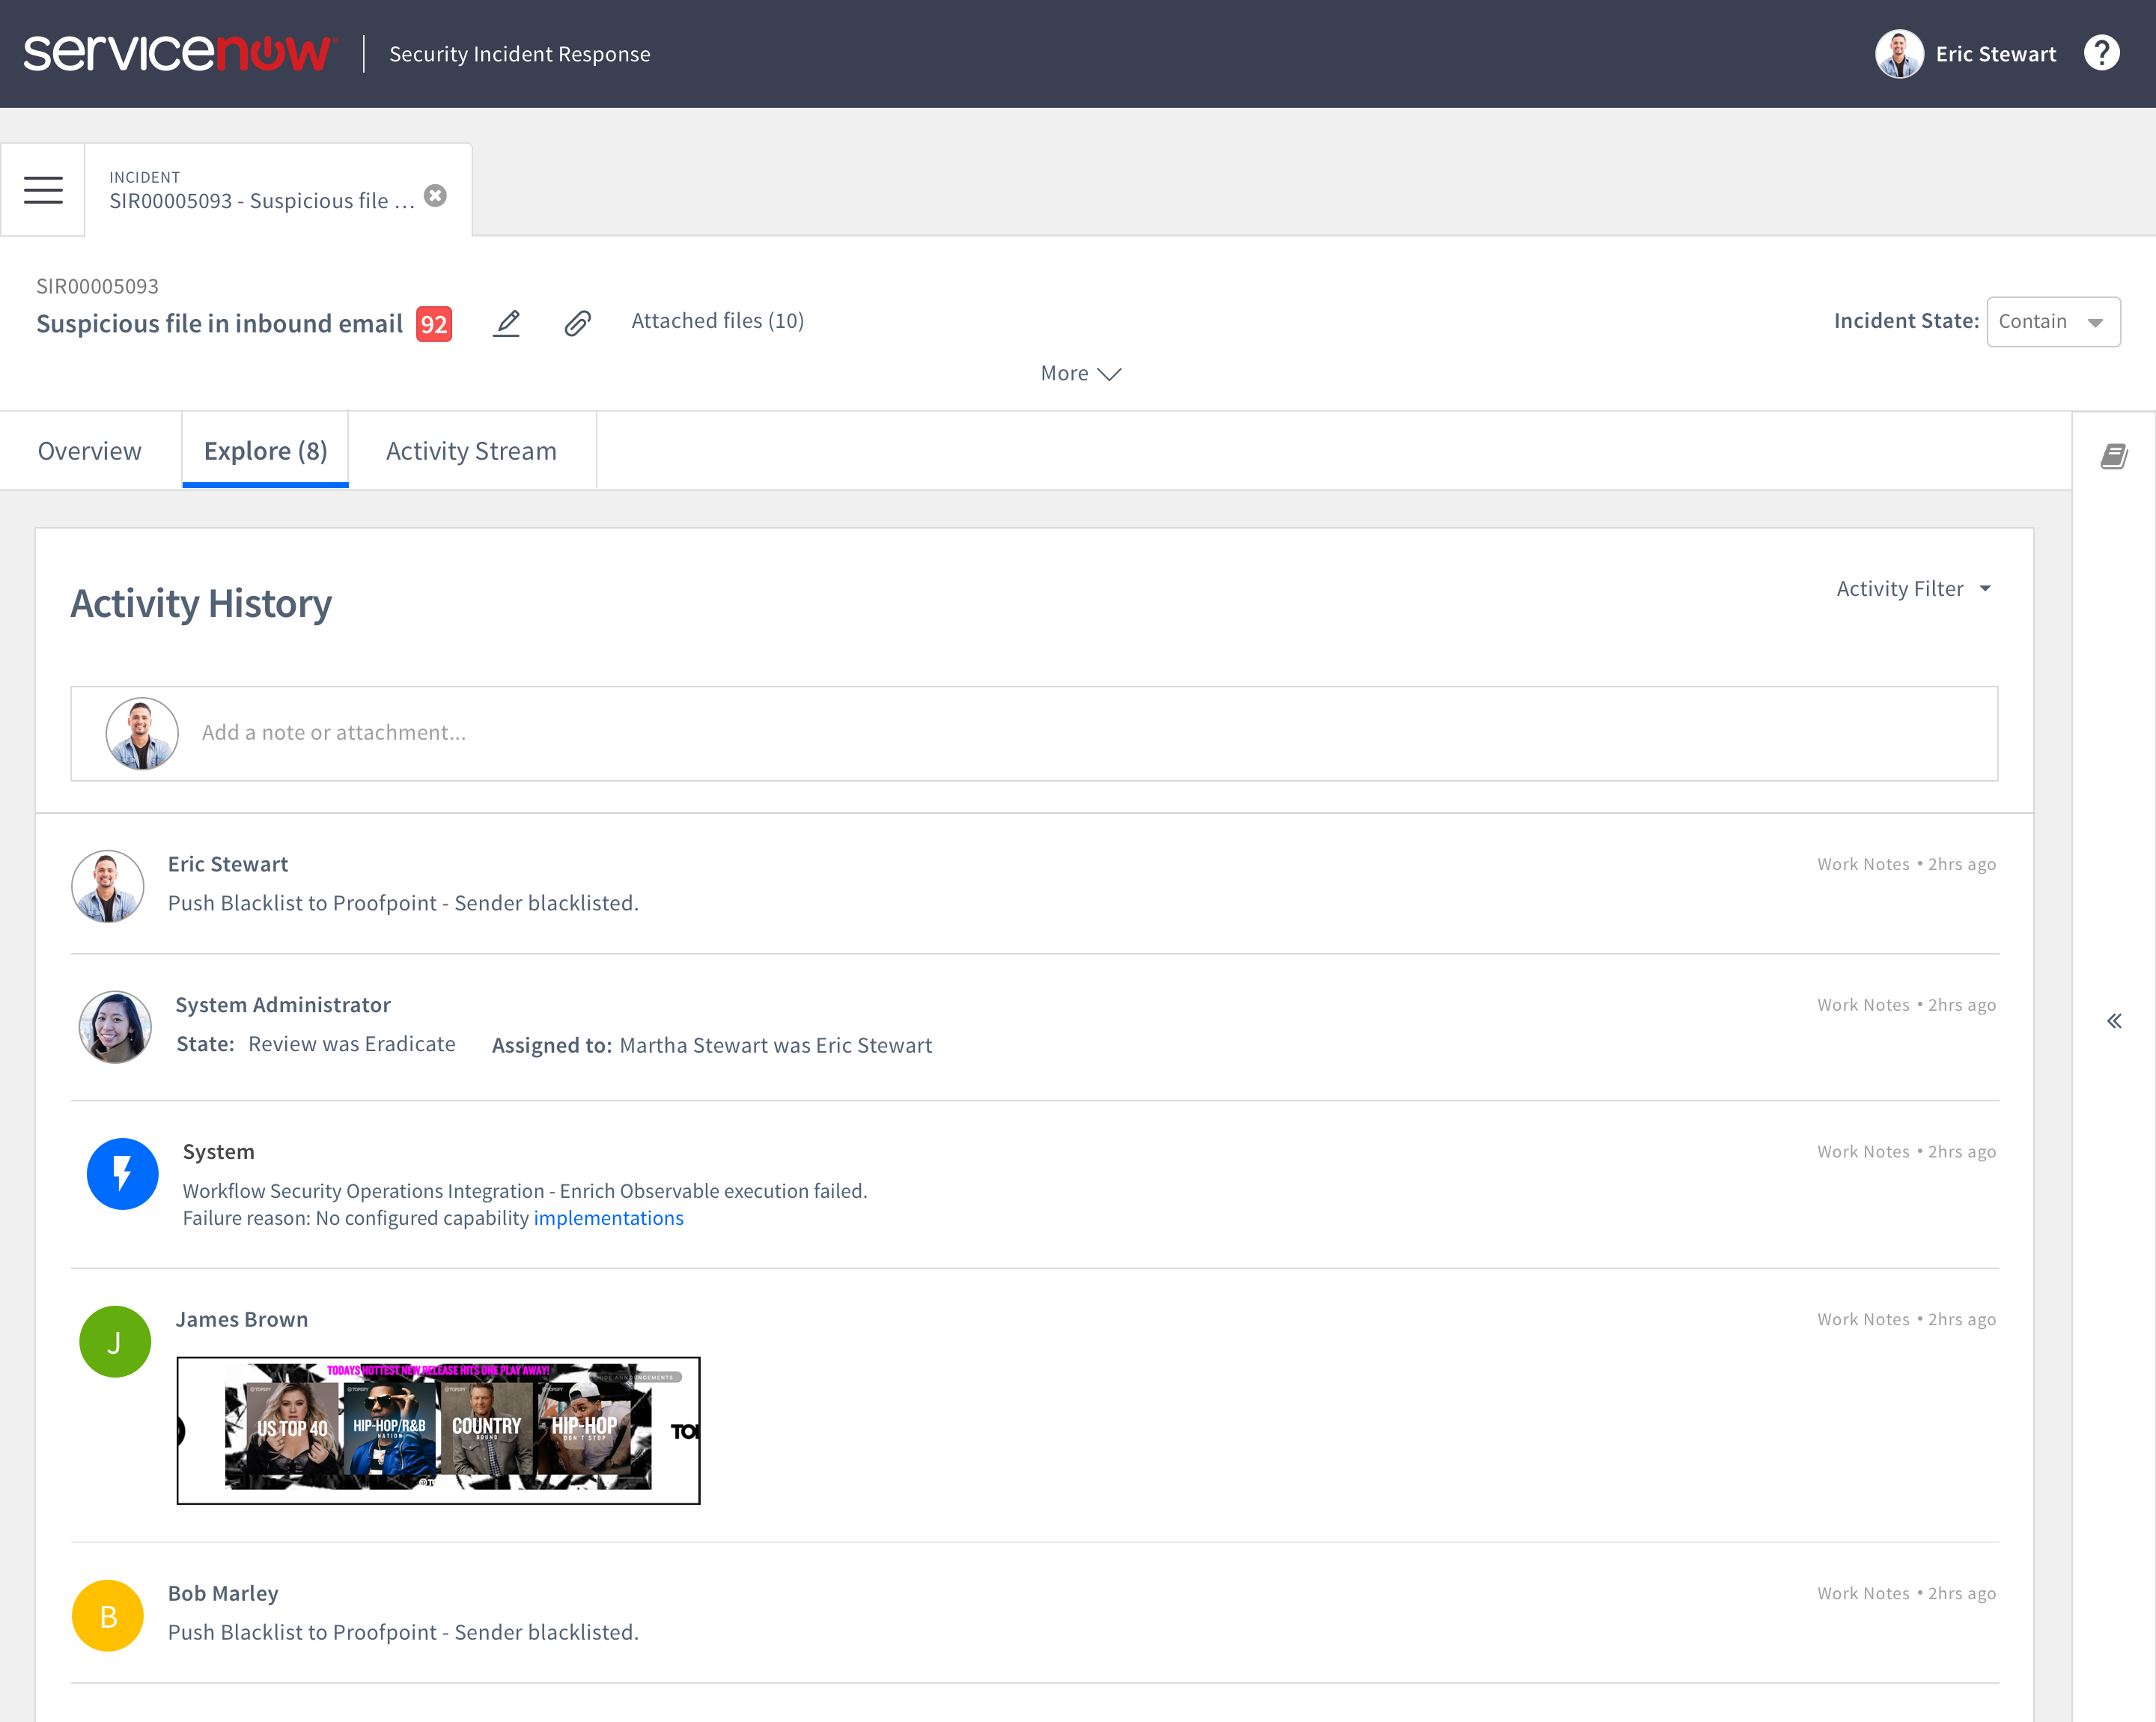 servicenow
Security Incident Response
Eric Stewart
INCIDENT
SIR00005093 - Suspicious file ...
SIR00005093
Suspicious file in inbound email 92
Attached files (10)
Incident State: Contain
More
Overview
Explore (8)
Activity Stream
Activity History
Activity Filter
Add a note or attachment...
Eric Stewart
Work Notes • 2hrs ago
Push Blacklist to Proofpoint - Sender blacklisted.
System Administrator
Work Notes • 2hrs ago
State: Review was Eradicate Assigned to: Martha Stewart was Eric Stewart
System
Work Notes • 2hrs ago
Workflow Security Operations Integration - Enrich Observable execution failed.
Failure reason: No configured capability implementations
J
James Brown
Work Notes • 2hrs ago
TODAYS HOTTEST NEW RELEASE HITS ONE PLAY AWAY!
US TOP 40
HIP-HOP/R&B
NATION
COUNTRY
HIP-HOP
DON'T STOP
B
Bob Marley
Work Notes • 2hrs ago
Push Blacklist to Proofpoint - Sender blacklisted.